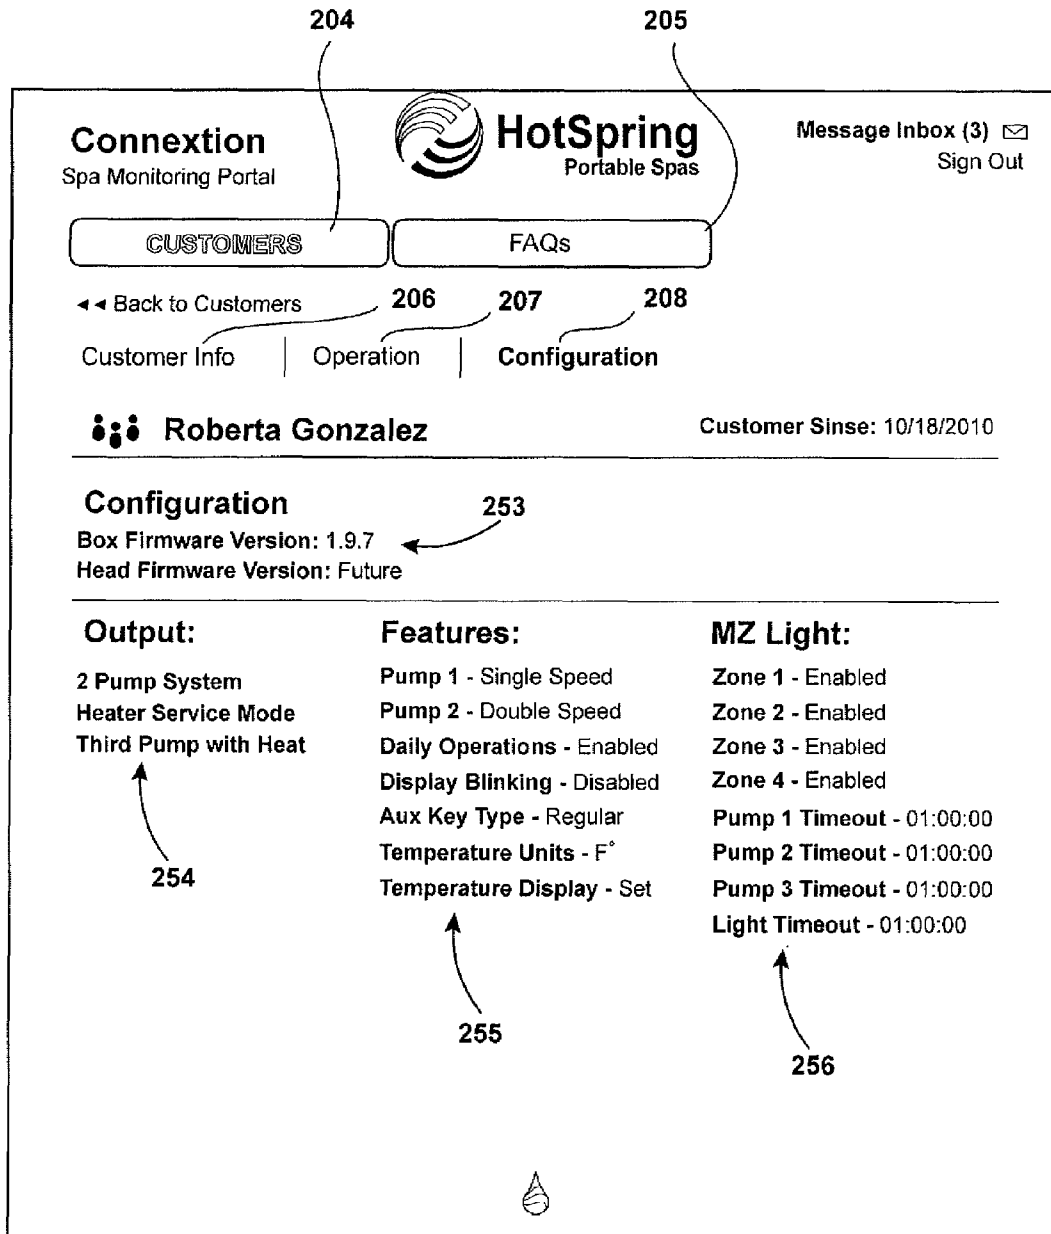 204 205
Connextion
Spa Monitoring Portal
HotSpring
Portable Spas
Message Inbox (3)
Sign Out
CUSTOMERS FAQs
◄◄ Back to Customers 206 207 208
Customer Info | Operation | Configuration
Roberta Gonzalez Customer Sinse: 10/18/2010
Configuration 253
Box Firmware Version: 1.9.7
Head Firmware Version: Future
Output:
2 Pump System
Heater Service Mode
Third Pump with Heat
254
Features:
Pump 1 - Single Speed
Pump 2 - Double Speed
Daily Operations - Enabled
Display Blinking - Disabled
Aux Key Type - Regular
Temperature Units - F°
Temperature Display - Set
255
MZ Light:
Zone 1 - Enabled
Zone 2 - Enabled
Zone 3 - Enabled
Zone 4 - Enabled
Pump 1 Timeout - 01:00:00
Pump 2 Timeout - 01:00:00
Pump 3 Timeout - 01:00:00
Light Timeout - 01:00:00
256